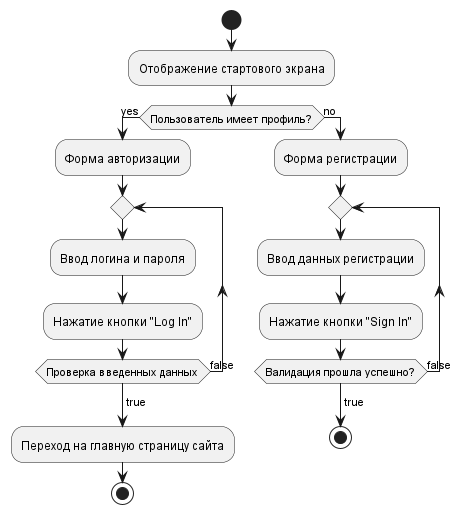 Отображение стартового экрана
Пользователь имеет профиль?
yes
no
Форма авторизации
Форма регистрации
Ввод логина и пароля
Ввод данных регистрации
Нажатие кнопки "Log In"
Нажатие кнопки "Sign In"
Проверка введенных данных
false
Валидация прошла успешно?
false
true
true
Переход на главную страницу сайта